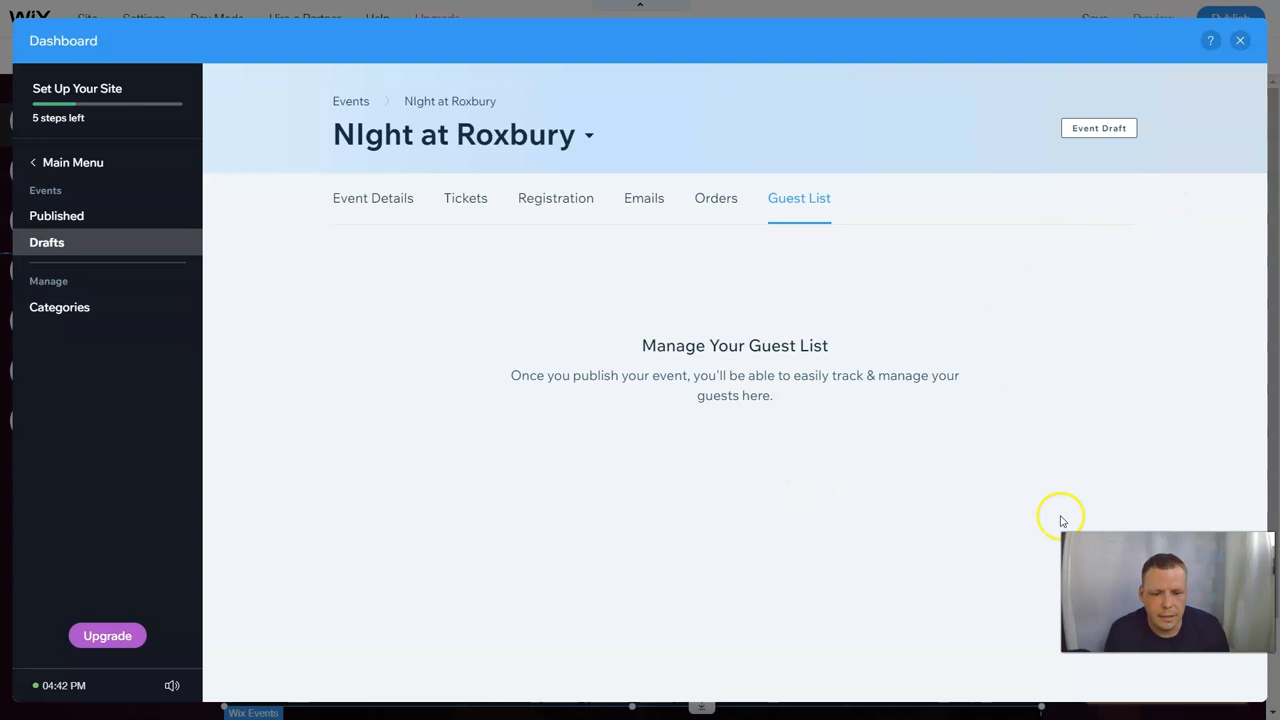 WiX Site Settings Dev Mode Hire a Partner Help Upgrade Save Preview Publish
Dashboard
?
Set Up Your Site
5 steps left
Main Menu
Events
Published
Drafts
Manage
Categories
Upgrade
04:42 PM
Events > NIght at Roxbury
NIght at Roxbury
Event Draft
Event Details Tickets Registration Emails Orders Guest List
Manage Your Guest List
Once you publish your event, you'll be able to easily track & manage your
guests here.
Wix Events